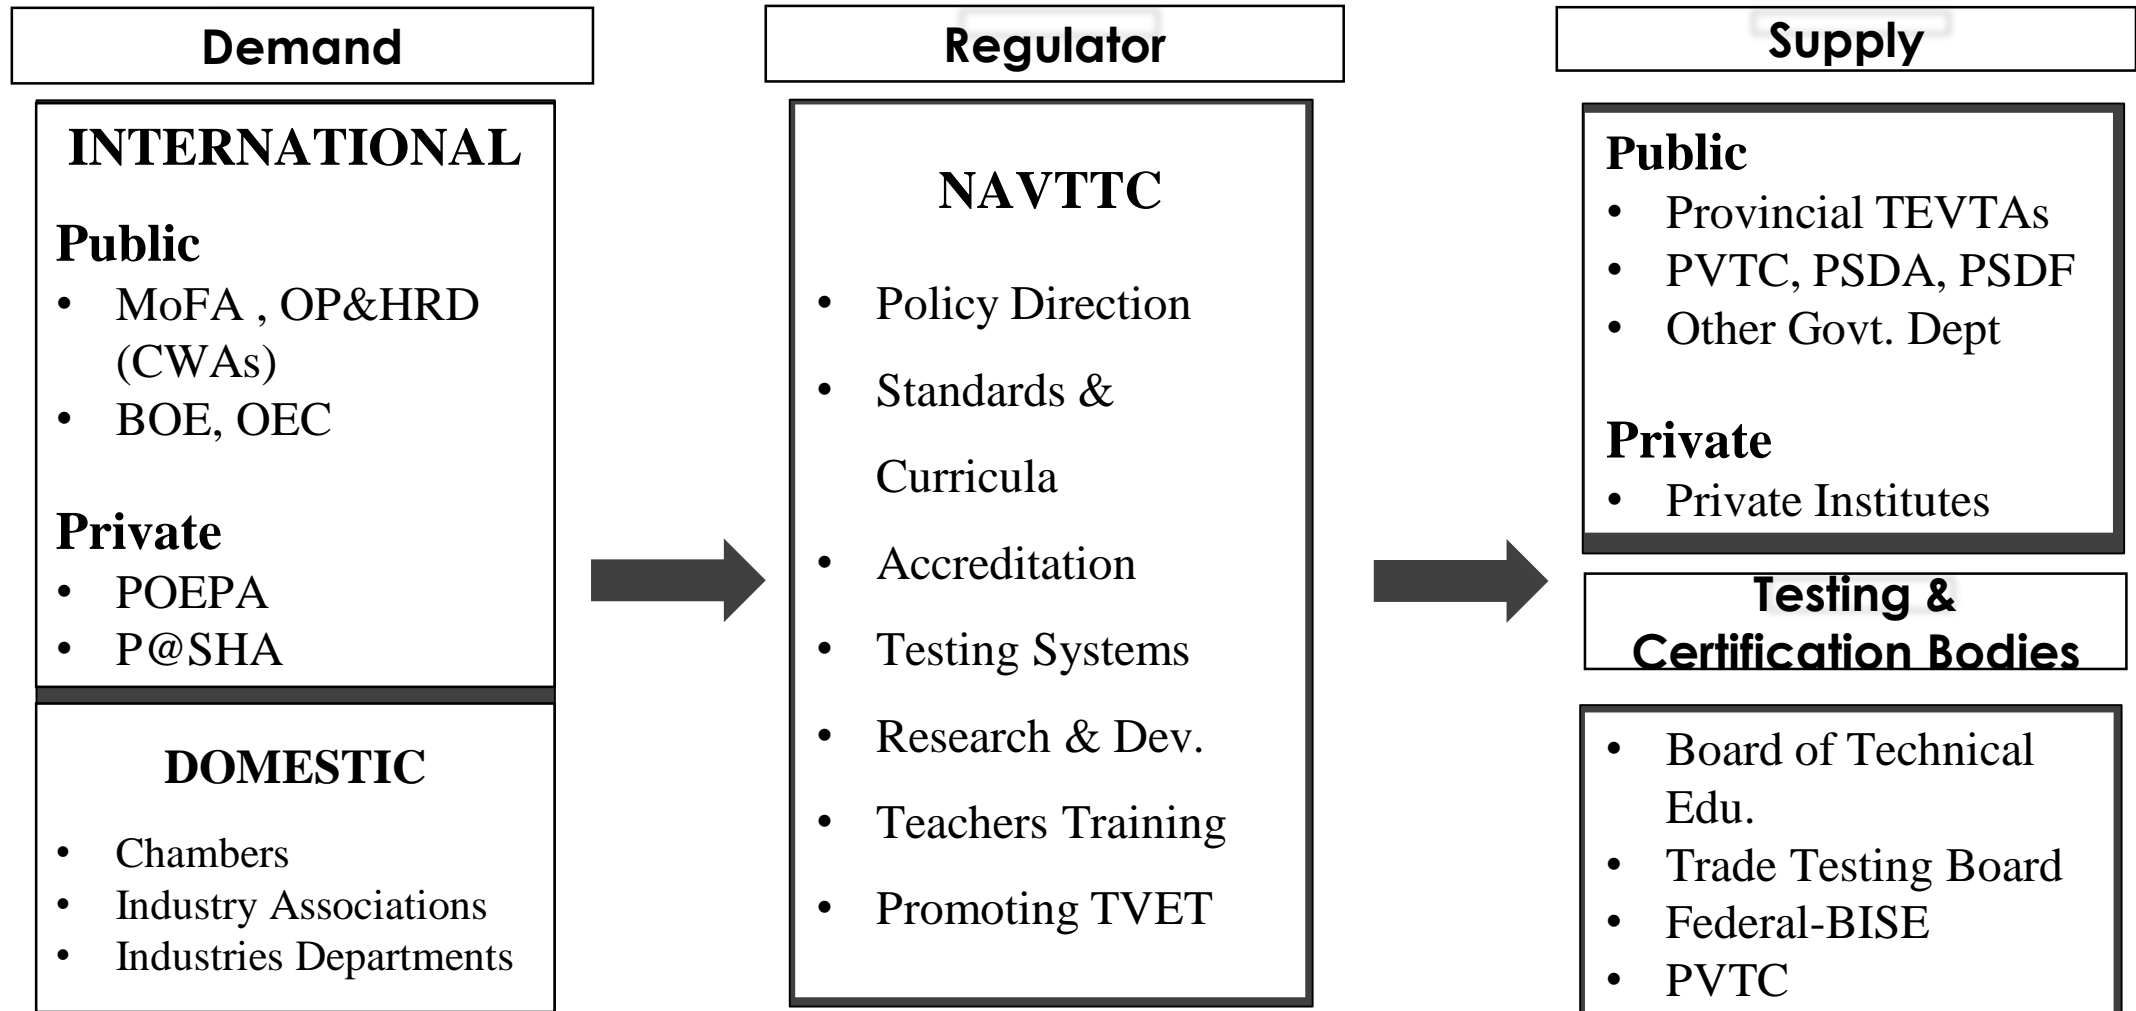 Demand
INTERNATIONAL
Public
• MoFA , OP&HRD
(CWAs)
• BOE, OEC
Private
• POEPA
• P@SHA
DOMESTIC
• Chambers
• Industry Associations
• Industries Departments
Regulator
NAVTTC
• Policy Direction
• Standards &
Curricula
• Accreditation
• Testing Systems
• Research & Dev.
• Teachers Training
• Promoting TVET
Supply
Public
• Provincial TEVTAs
• PVTC, PSDA, PSDF
• Other Govt. Dept
Private
• Private Institutes
Testing &
Certification Bodies
• Board of Technical
Edu.
• Trade Testing Board
• Federal-BISE
• PVTC